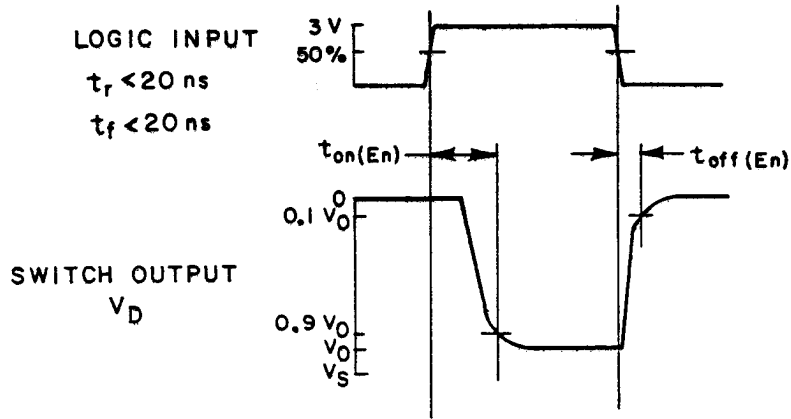 LOGIC INPUT
tr < 20 ns
tf < 20 ns
3 V
50%
ton(En)
toff(En)
0
0.1 VO
SWITCH OUTPUT
VD
0.9 VO
VO
VS